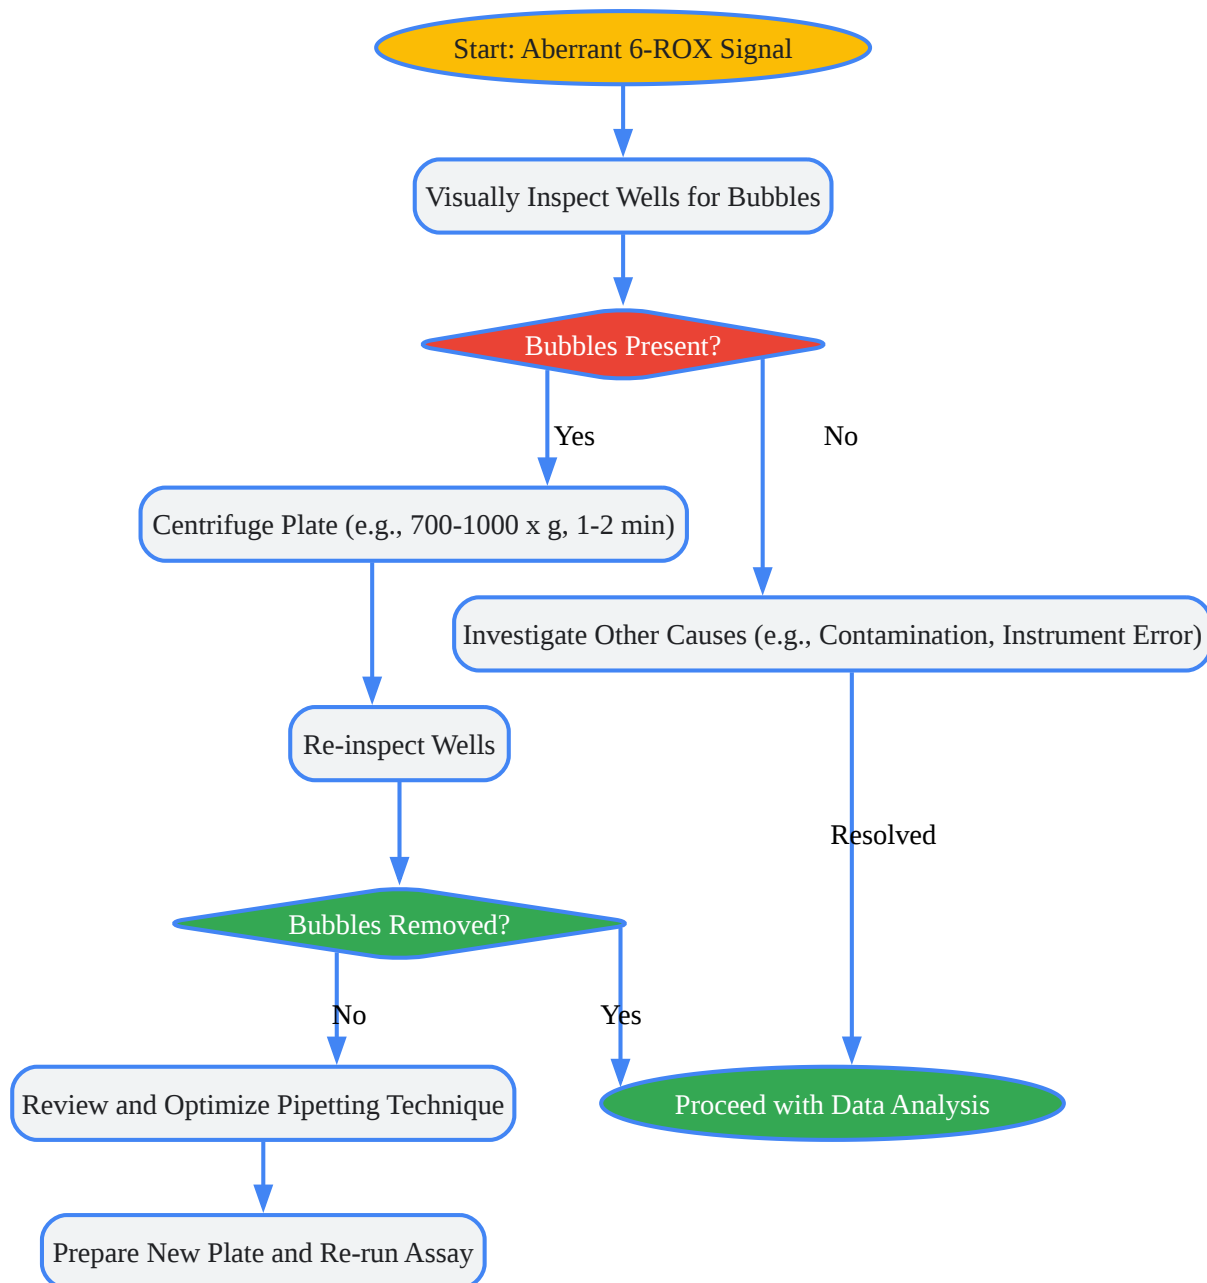 Start: Aberrant 6-ROX Signal
Visually Inspect Wells for Bubbles
Bubbles Present?
Yes
No
Centrifuge Plate (e.g., 700-1000 x g, 1-2 min)
Investigate Other Causes (e.g., Contamination, Instrument Error)
Re-inspect Wells
Resolved
Bubbles Removed?
No
Yes
Review and Optimize Pipetting Technique
Proceed with Data Analysis
Prepare New Plate and Re-run Assay